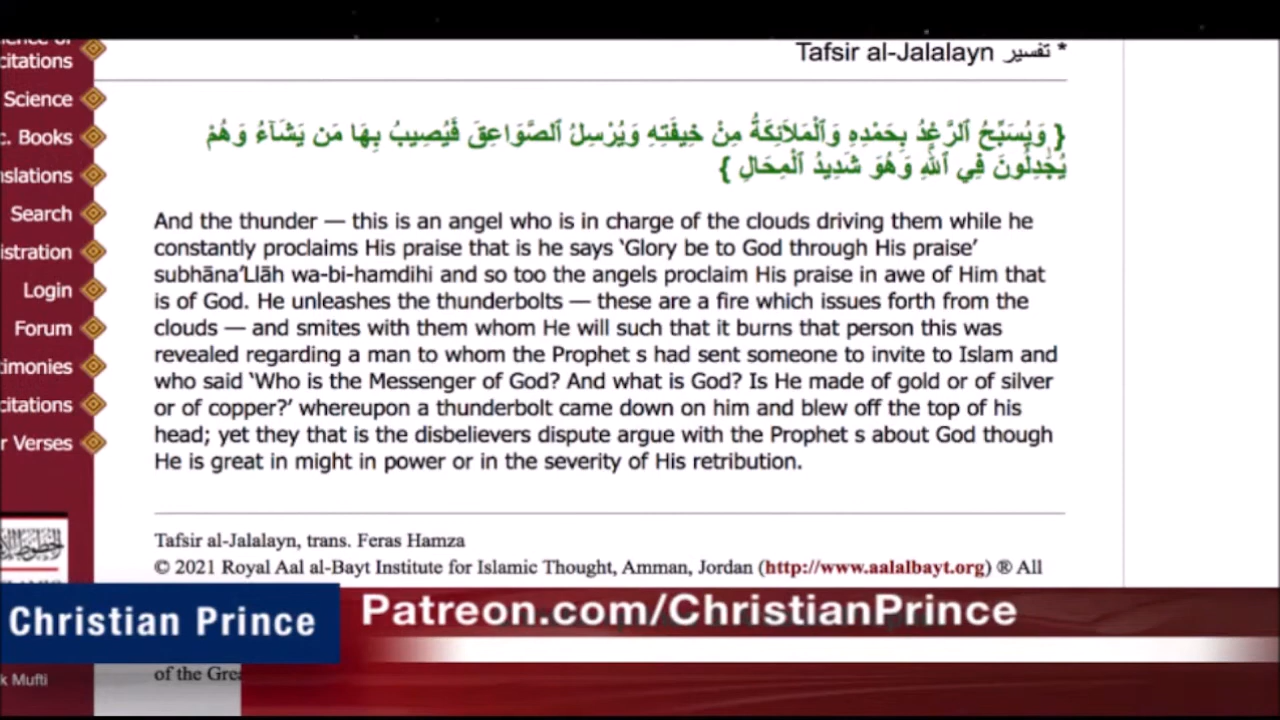 Tafsir al-Jalalayn تفسير *
citations
Science
c. Books
nslations
Search
istration
Login
Forum
imonies
citations
r Verses
{ وَيُسَبِّحُ ٱلرَّعْدُ بِحَمْدِهِ وَٱلْمَلاَئِكَةُ مِنْ خِيفَتِهِ وَيُرْسِلُ ٱلصَّوَاعِقَ فَيُصِيبُ بِهَا مَن يَشَآءُ وَهُمْ
يُجَٰدِلُونَ فِي ٱللَّهِ وَهُوَ شَدِيدُ ٱلْمِحَالِ }
And the thunder — this is an angel who is in charge of the clouds driving them while he
constantly proclaims His praise that is he says ‘Glory be to God through His praise’
subhāna’Llāh wa-bi-hamdihi and so too the angels proclaim His praise in awe of Him that
is of God. He unleashes the thunderbolts — these are a fire which issues forth from the
clouds — and smites with them whom He will such that it burns that person this was
revealed regarding a man to whom the Prophet s had sent someone to invite to Islam and
who said ‘Who is the Messenger of God? And what is God? Is He made of gold or of silver
or of copper?’ whereupon a thunderbolt came down on him and blew off the top of his
head; yet they that is the disbelievers dispute argue with the Prophet s about God though
He is great in might in power or in the severity of His retribution.
Tafsir al-Jalalayn, trans. Feras Hamza
© 2021 Royal Aal al-Bayt Institute for Islamic Thought, Amman, Jordan (http://www.aalalbayt.org) ® All
Christian Prince
Patreon.com/ChristianPrince
of the Grea
k Mufti